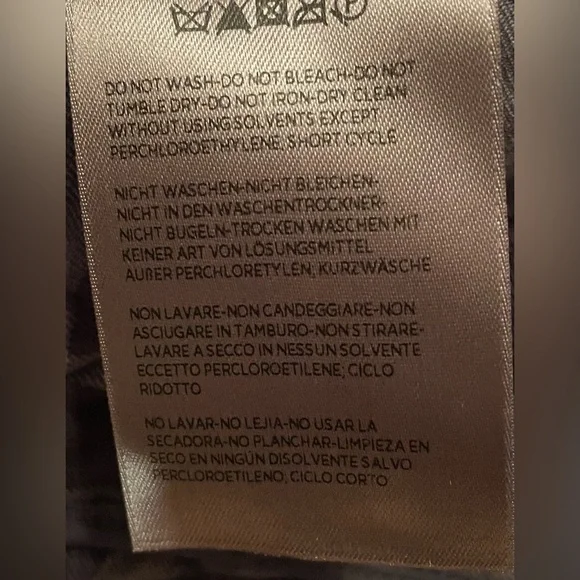 DO NOT WASH-DO NOT BLEACH-DO NOT
TUMBLE DRY-DO NOT IRON-DRY CLEAN
WITHOUT USING SOLVENTS EXCEPT
PERCHLOROETHYLENE; SHORT CYCLE
NICHT WASCHEN-NICHT BLEICHEN-
NICHT IN DEN WASCHENTROCKNER-
NICHT BUGELN-TROCKEN WASCHEN MIT
KEINER ART VON LÖSUNGSMITTEL
AUßER PERCHLORETYLEN; KURZWÄSCHE
NON LAVARE-NON CANDEGGIARE-NON
ASCIUGARE IN TAMBURO-NON STIRARE-
LAVARE A SECCO IN NESSUN SOLVENTE
ECCETTO PERCLOROETILENE; CICLO
RIDOTTO
NO LAVAR-NO LEJIA-NO USAR LA
SECADORA-NO PLANCHAR-LIMPIEZA EN
SECO EN NINGÚN DISOLVENTE SALVO
PERCLOROETILENO; CICLO CORTO